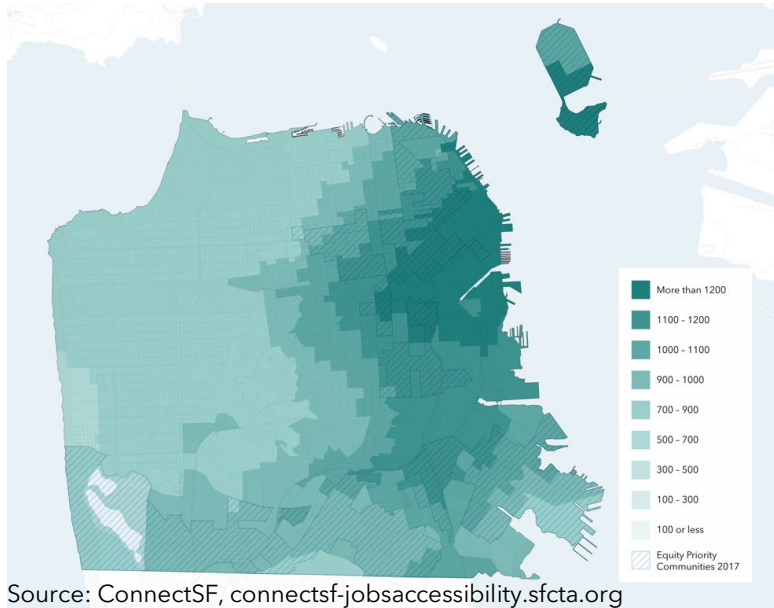 More than 1200
1100 – 1200
1000 – 1100
900 – 1000
700 – 900
500 – 700
300 – 500
100 – 300
100 or less
Equity Priority
Communities 2017
Source: ConnectSF, connectsf-jobsaccessibility.sfcta.org